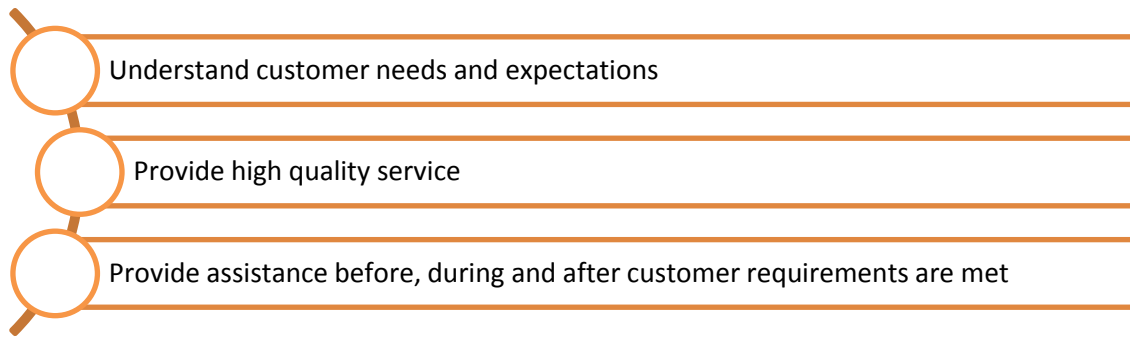 Understand customer needs and expectations
Provide high quality service
Provide assistance before, during and after customer requirements are met